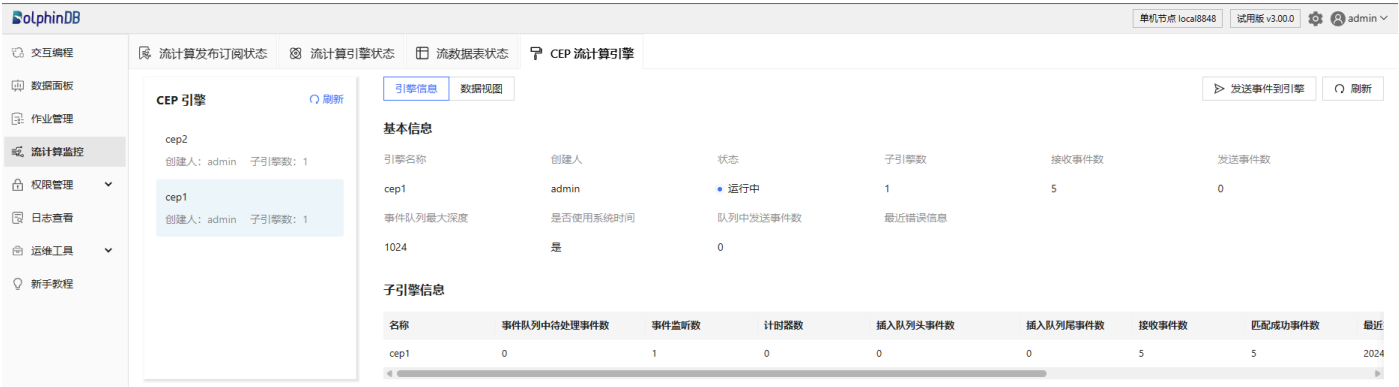 DolphinDB
单机节点 local8848 试用版 v3.00.0 admin
交互编程
数据面板
作业管理
流计算监控
权限管理
日志查看
运维工具
新手教程
流计算发布订阅状态 流计算引擎状态 流数据表状态 CEP 流计算引擎
CEP 引擎 刷新
cep2
创建人：admin 子引擎数：1
cep1
创建人：admin 子引擎数：1
引擎信息 数据视图 发送事件到引擎 刷新
基本信息
引擎名称 创建人 状态 子引擎数 接收事件数 发送事件数
cep1 admin 运行中 1 5 0
事件队列最大深度 是否使用系统时间 队列中发送事件数 最近错误信息
1024 是 0
子引擎信息
名称 事件队列中待处理事件数 事件监听数 计时器数 插入队列头事件数 插入队列尾事件数 接收事件数 匹配成功事件数 最近
cep1 0 1 0 0 0 5 5 2024